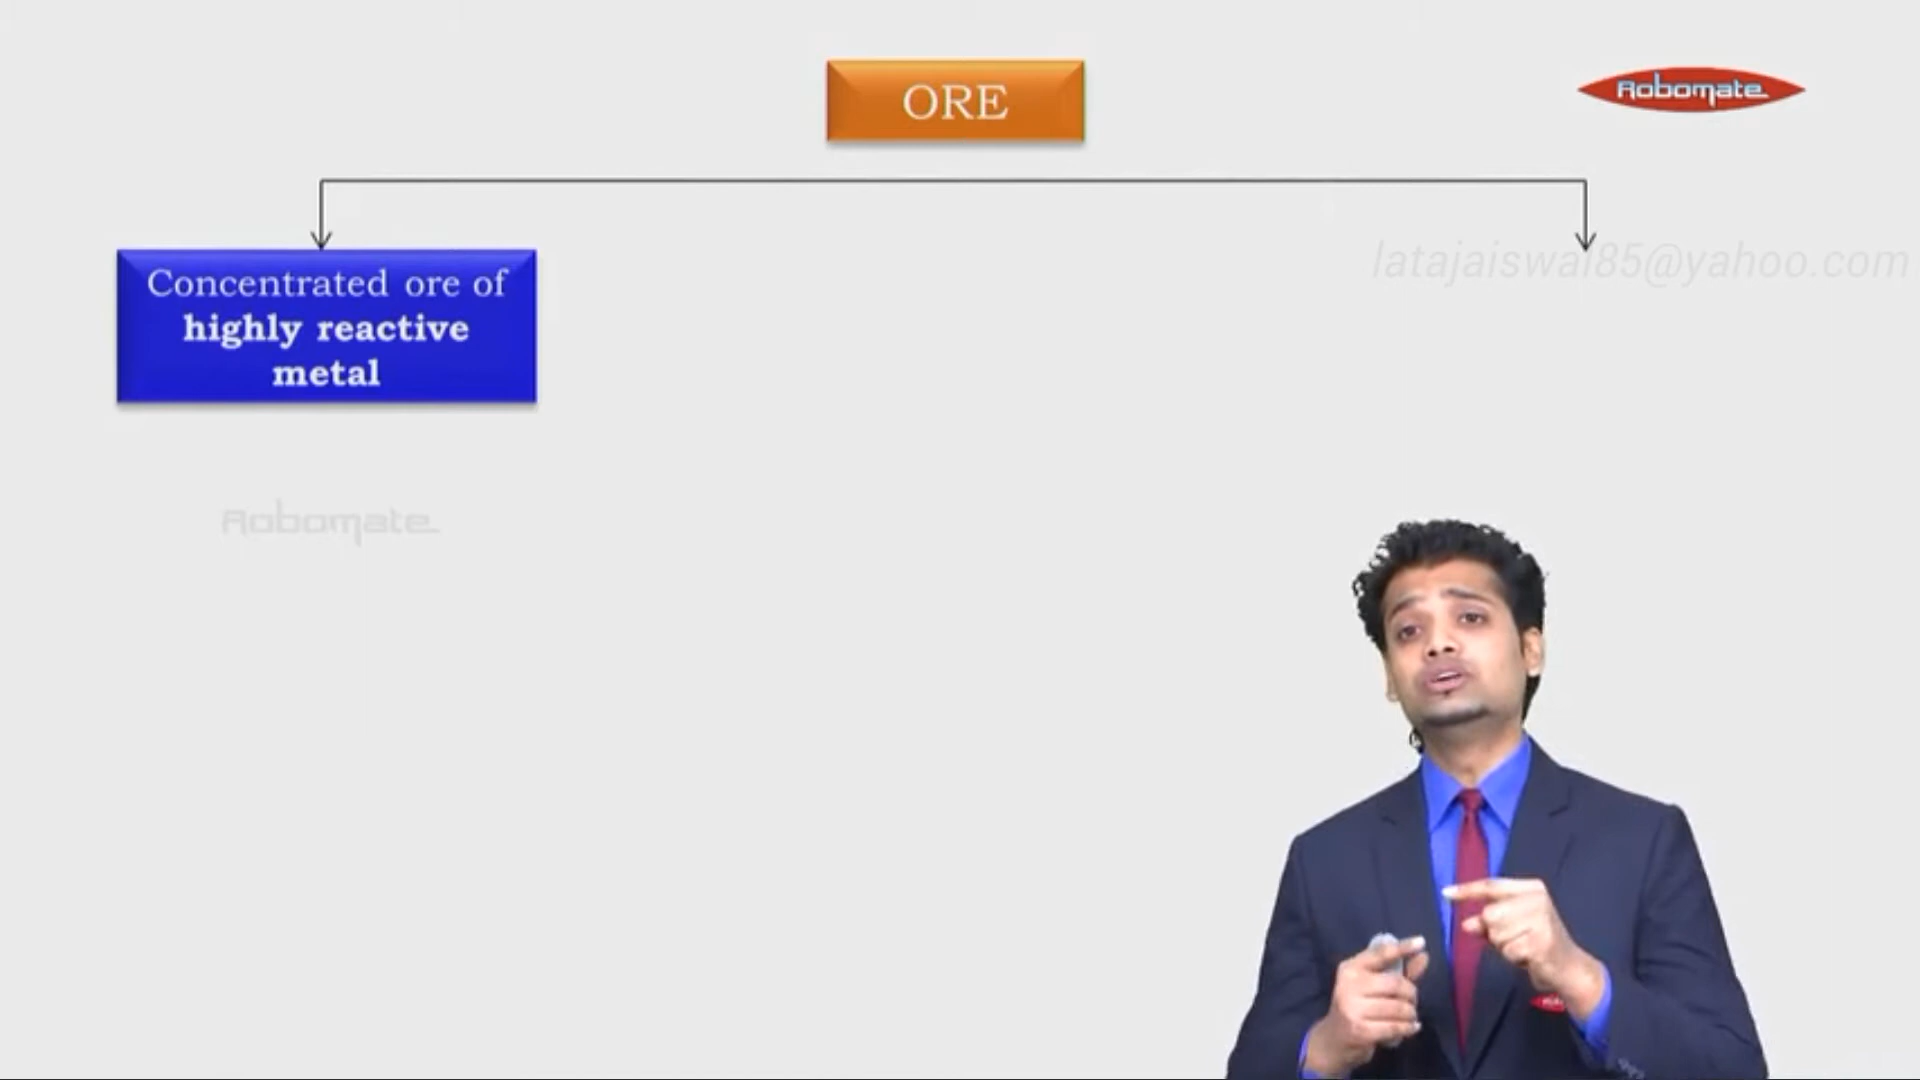 ORE
Robomate
latajaiswal85@yahoo.com
Concentrated ore of
highly reactive
metal
Robomate